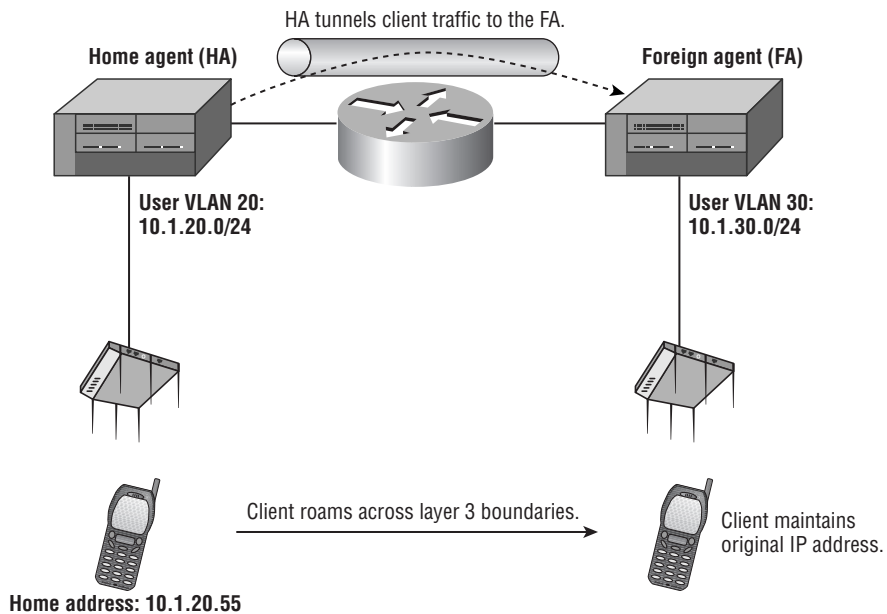 HA tunnels client traffic to the FA.
Home agent (HA)
Foreign agent (FA)
User VLAN 20:
10.1.20.0/24
User VLAN 30:
10.1.30.0/24
Client roams across layer 3 boundaries.
Client maintains
original IP address.
Home address: 10.1.20.55